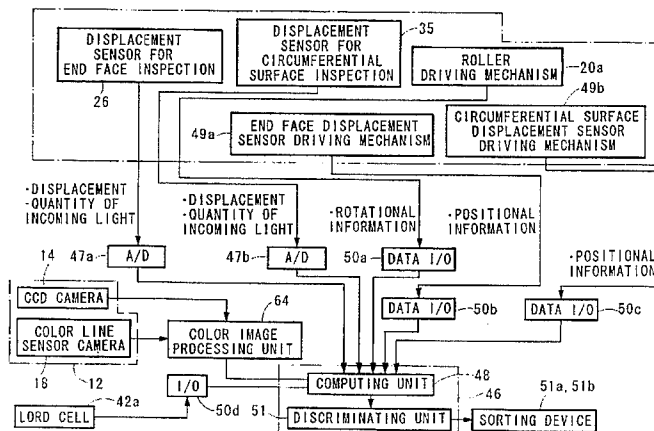 DISPLACEMENT
SENSOR FOR
END FACE INSPECTION
26
DISPLACEMENT
SENSOR FOR
CIRCUMFERENTIAL
SURFACE INSPECTION
35
ROLLER
DRIVING MECHANISM
20a
49b
49a
END FACE DISPLACEMENT
SENSOR DRIVING MECHANISM
CIRCUMFERENTIAL SURFACE
DISPLACEMENT SENSOR
DRIVING MECHANISM
·DISPLACEMENT
·QUANTITY OF
INCOMING LIGHT
·DISPLACEMENT
·QUANTITY OF
INCOMING LIGHT
·ROTATIONAL
INFORMATION
·POSITIONAL
INFORMATION
·POSITIONAL
INFORMATION
47a
A/D
47b
A/D
50a
DATA I/O
14
CCD CAMERA
64
DATA I/O
50b
DATA I/O
50c
COLOR LINE
SENSOR CAMERA
COLOR IMAGE
PROCESSING UNIT
18
12
I/O
COMPUTING UNIT
48
46
51a, 51b
LORD CELL
50d
51
DISCRIMINATING UNIT
SORTING DEVICE
42a